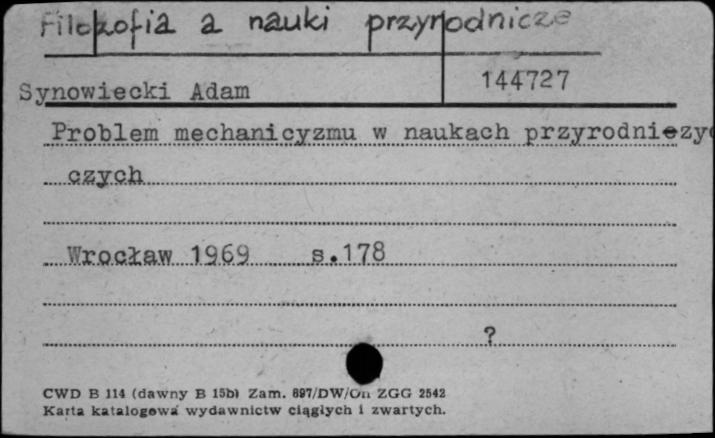 Filozofia a nauki przyrodnicze
144727
Synowiecki Adam
Problem mechanicyzmu w naukach przyrodniezy
czych
Wrocław 1969 s.178
?
CWD B 114 (dawny B 15b) Zam. 897/DW/On ZGG 2542
Karta katalogowa wydawnictw ciągłych i zwartych.